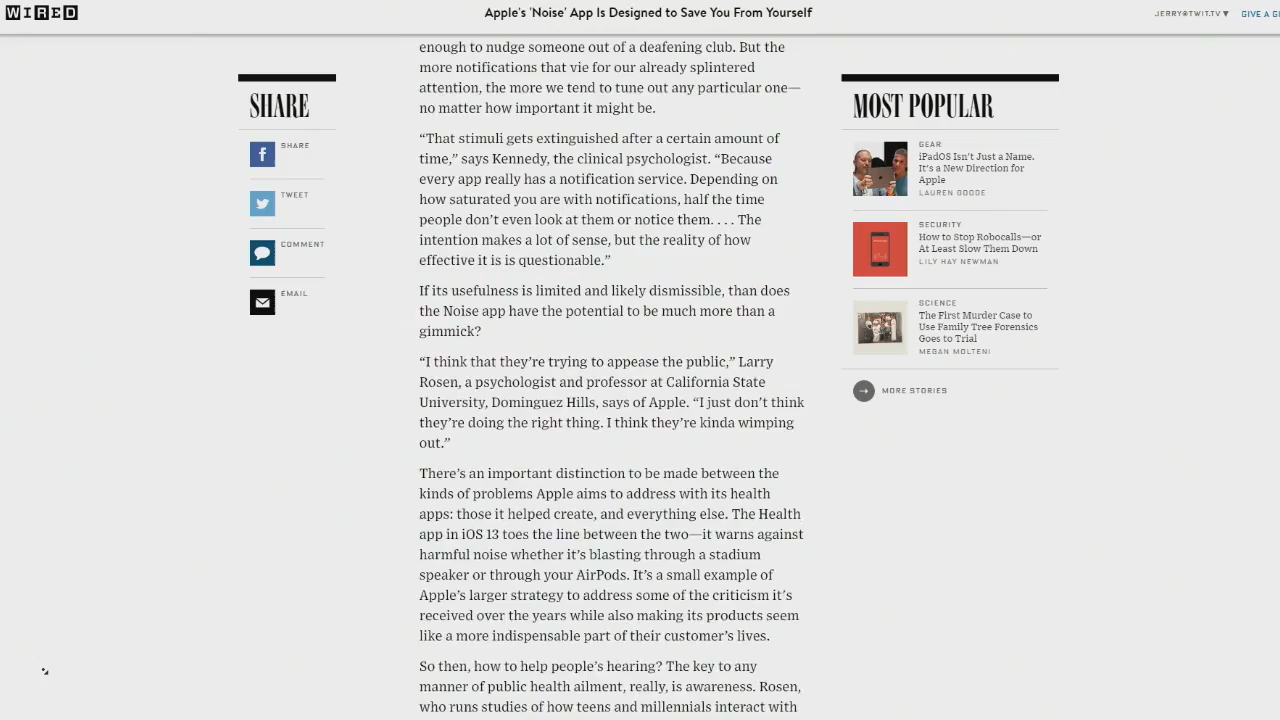 WIRED
Apple's 'Noise' App Is Designed to Save You From Yourself
JERRY@TWIT.TV ▼
GIVE A G
SHARE
SHARE
TWEET
COMMENT
EMAIL
enough to nudge someone out of a deafening club. But the
more notifications that vie for our already splintered
attention, the more we tend to tune out any particular one—
no matter how important it might be.
“That stimuli gets extinguished after a certain amount of
time,” says Kennedy, the clinical psychologist. “Because
every app really has a notification service. Depending on
how saturated you are with notifications, half the time
people don’t even look at them or notice them. . . . The
intention makes a lot of sense, but the reality of how
effective it is is questionable.”
If its usefulness is limited and likely dismissible, than does
the Noise app have the potential to be much more than a
gimmick?
“I think that they’re trying to appease the public,” Larry
Rosen, a psychologist and professor at California State
University, Dominguez Hills, says of Apple. “I just don’t think
they’re doing the right thing. I think they’re kinda wimping
out.”
There’s an important distinction to be made between the
kinds of problems Apple aims to address with its health
apps: those it helped create, and everything else. The Health
app in iOS 13 toes the line between the two—it warns against
harmful noise whether it’s blasting through a stadium
speaker or through your AirPods. It’s a small example of
Apple’s larger strategy to address some of the criticism it’s
received over the years while also making its products seem
like a more indispensable part of their customer’s lives.
So then, how to help people’s hearing? The key to any
manner of public health ailment, really, is awareness. Rosen,
who runs studies of how teens and millennials interact with
MOST POPULAR
GEAR
iPadOS Isn’t Just a Name.
It’s a New Direction for
Apple
LAUREN GOODE
SECURITY
How to Stop Robocalls—or
At Least Slow Them Down
LILY HAY NEWMAN
SCIENCE
The First Murder Case to
Use Family Tree Forensics
Goes to Trial
MEGAN MOLTENI
MORE STORIES